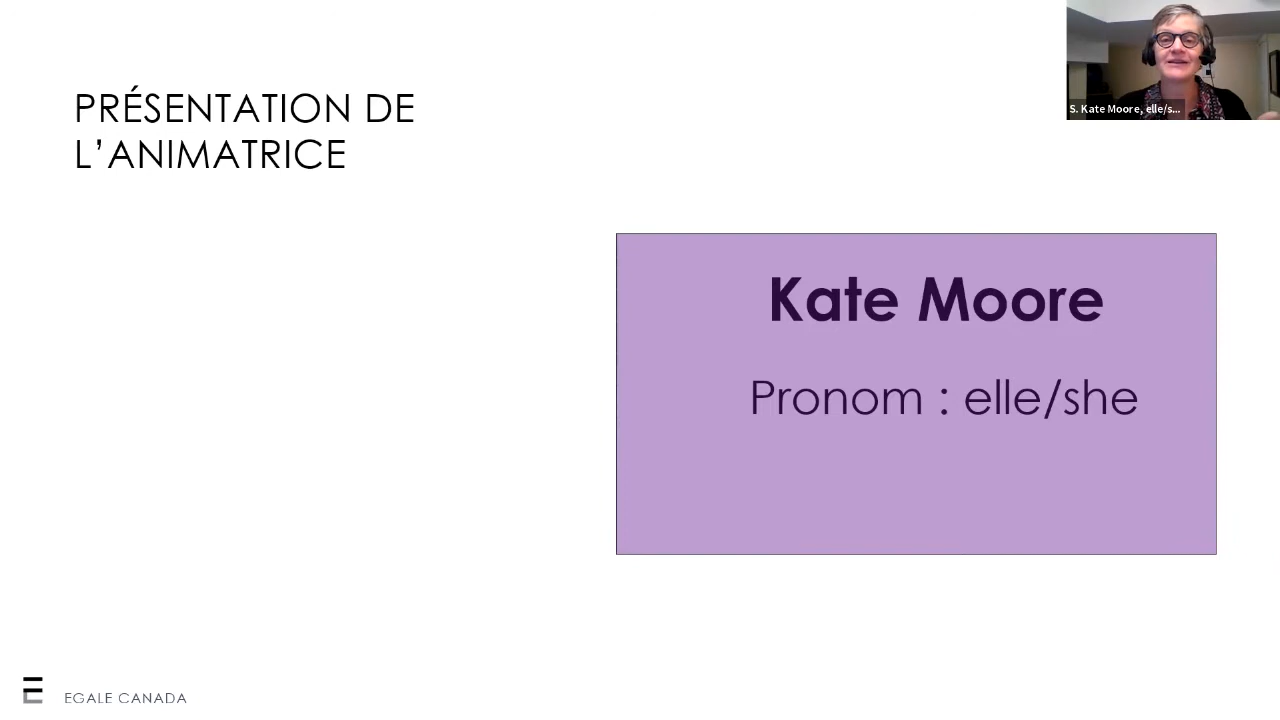 PRÉSENTATION DE
L’ANIMATRICE
S. Kate Moore, elle/s...
Kate Moore
Pronom : elle/she
EGALE CANADA